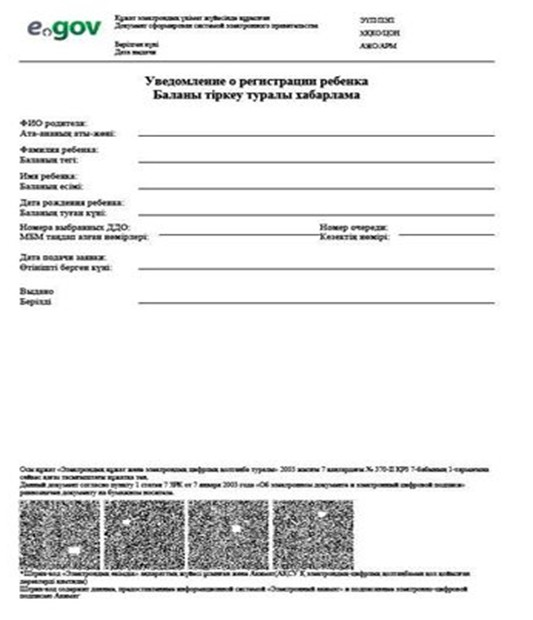 e.gov
Құжат электрондық үкімет жүйесінде құрылған
Документ сформирован системой электронного правительства
Берілген күні
Дата выдачи
ЭҮП/ПЭП
ХҚКО/ЦОН
АЖО/АРМ
Уведомление о регистрации ребенка
Баланы тіркеу туралы хабарлама
ФИО родителя:
Ата-ананың аты-жөні:
Фамилия ребенка:
Баланың тегі:
Имя ребенка:
Баланың есімі:
Дата рождения ребенка:
Баланың туған күні:
Номера выбранных ДДО:
МБМ таңдап алған нөмірлері:
Номер очереди:
Кезектің нөмірі:
Дата подачи заявки:
Өтінішті берген күні:
Выдано
Берілді
Осы құжат «Электрондық құжат және электрондық цифрлық қолтаңба туралы» 2003 жылғы 7 қаңтардағы № 370-II ҚРЗ 7-бабының 1-тармағына
сәйкес қағаз тасығыштағы құжатқа тең.
Данный документ согласно пункту 1 статьи 7 ЗРК от 7 января 2003 года «Об электронном документе и электронной цифровой подписи»
равнозначен документу на бумажном носителе.
*Штрих-код «Электрондық әкімдік» ақпараттық жүйесі ұсынған және Әкимат( электрондық-цифрлық қолтаңбасымен қол қойылған
деректерді қамтиды)
Штрих-код содержит данные, предоставленные информационной системой «Электронный акимат» и подписанные электронно-цифровой
подписью Акимат